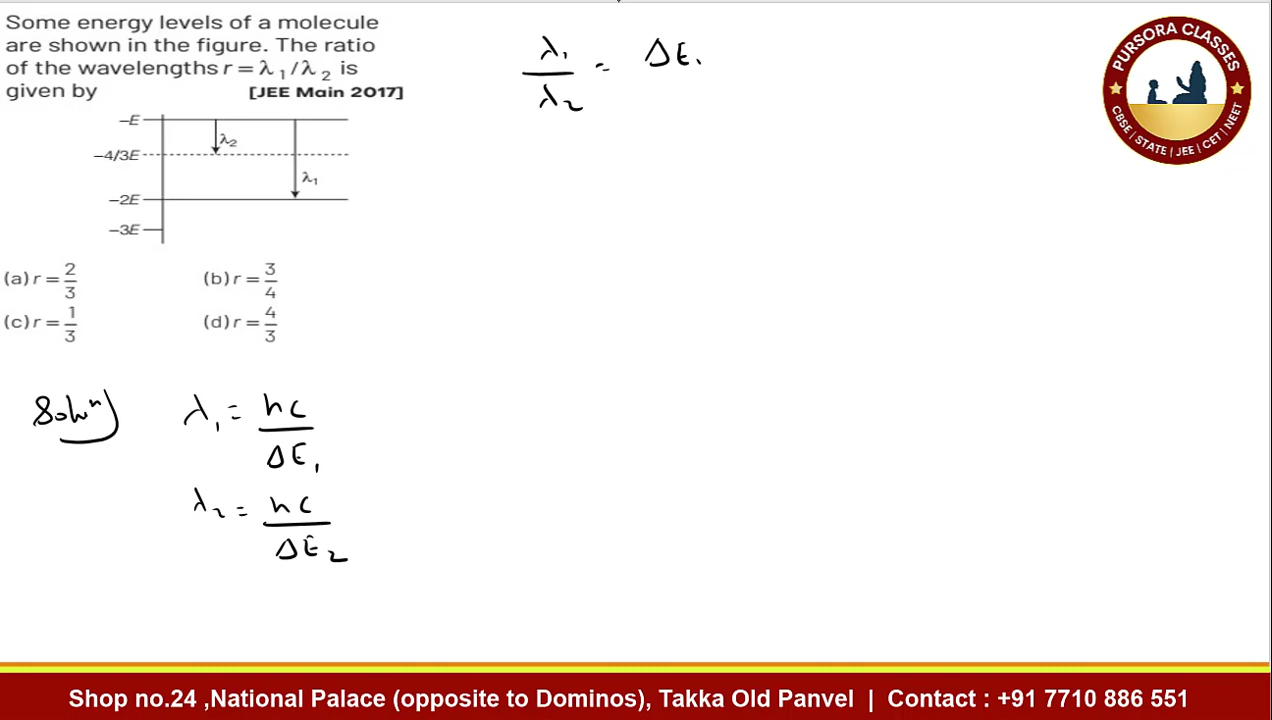 Some energy levels of a molecule
are shown in the figure. The ratio
of the wavelengths r = λ₁/λ₂ is
given by [JEE Main 2017]
–E
λ₂
–4/3E
λ₁
–2E
–3E
(a) r = 2/3 (b) r = 3/4
(c) r = 1/3 (d) r = 4/3
Solⁿ) λ₁ = hc/ΔE₁
λ₂ = hc/ΔE₂
λ₁/λ₂ = ΔE₁
PURSORA CLASSES
CBSE | STATE | JEE | CET | NEET
Shop no.24 ,National Palace (opposite to Dominos), Takka Old Panvel | Contact : +91 7710 886 551